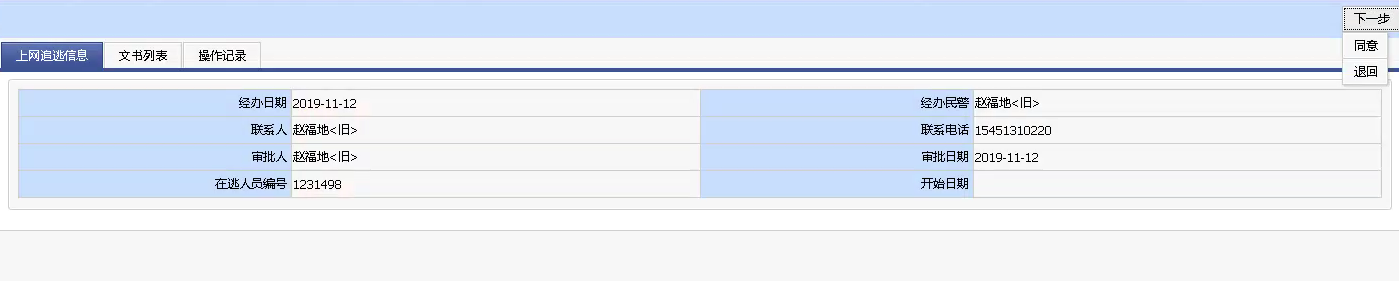 下一步
同意
退回
上网追逃信息 文书列表 操作记录
经办日期 2019-11-12 经办民警 赵福地<旧>
联系人 赵福地<旧> 联系电话 15451310220
审批人 赵福地<旧> 审批日期 2019-11-12
在逃人员编号 1231498 开始日期